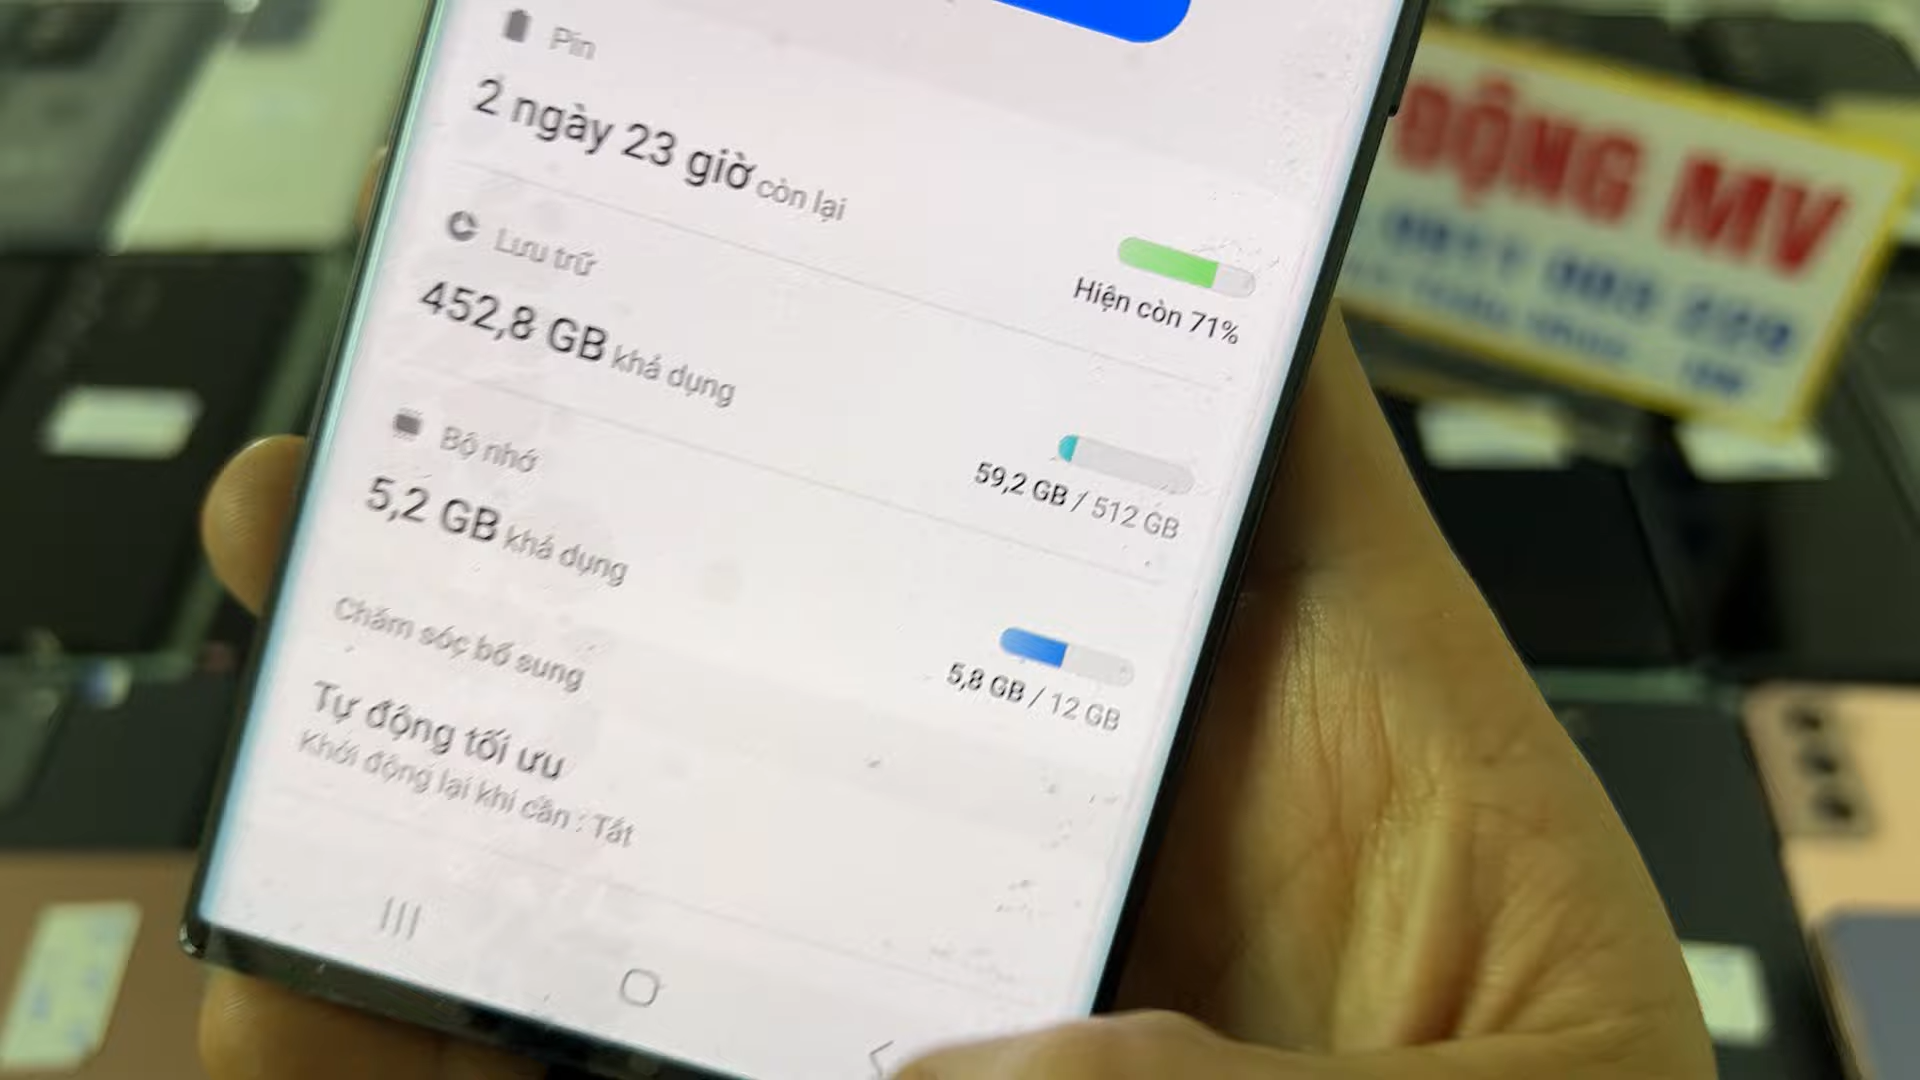 Pin
2 ngày 23 giờ còn lại
Hiện còn 71%
Lưu trữ
452,8 GB khả dụng
59,2 GB / 512 GB
Bộ nhớ
5,2 GB khả dụng
5,8 GB / 12 GB
Chăm sóc bổ sung
Tự động tối ưu
Khởi động lại khi cần : Tắt
ĐỘNG MV